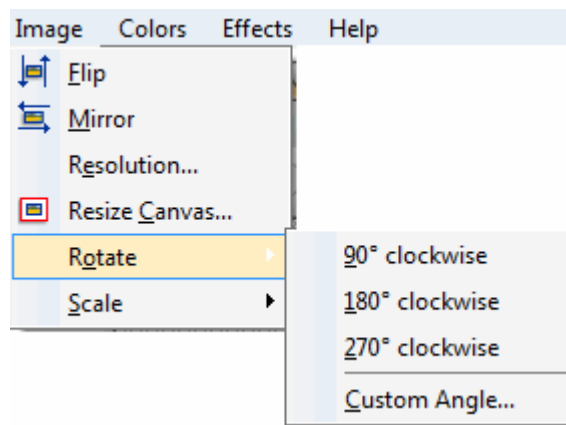 Image Colors Effects Help
Flip
Mirror
Resolution...
Resize Canvas...
Rotate
Scale
90° clockwise
180° clockwise
270° clockwise
Custom Angle...